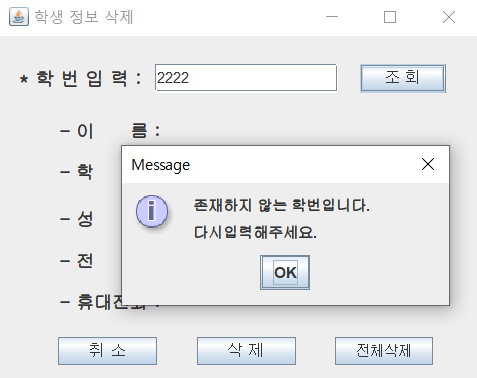 학생 정보 삭제
* 학 번 입 력 : 2222 조 회
- 이 름 :
Message
- 학
존재하지 않는 학번입니다.
다시입력해주세요.
- 성
- 전
OK
- 휴대전화 :
취 소 삭 제 전체삭제